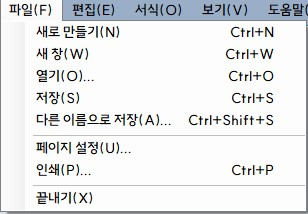 파일(F) 편집(E) 서식(O) 보기(V) 도움말(
새로 만들기(N) Ctrl+N
새 창(W) Ctrl+W
열기(O)... Ctrl+O
저장(S) Ctrl+S
다른 이름으로 저장(A)... Ctrl+Shift+S
페이지 설정(U)...
인쇄(P)... Ctrl+P
끝내기(X)